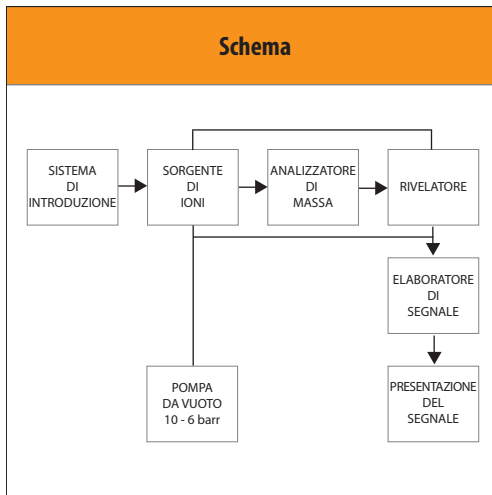 Schema
SISTEMA
DI
INTRODUZIONE
SORGENTE
DI
IONI
ANALIZZATORE
DI
MASSA
RIVELATORE
ELABORATORE
DI
SEGNALE
POMPA
DA VUOTO
10 - 6 barr
PRESENTAZIONE
DEL
SEGNALE